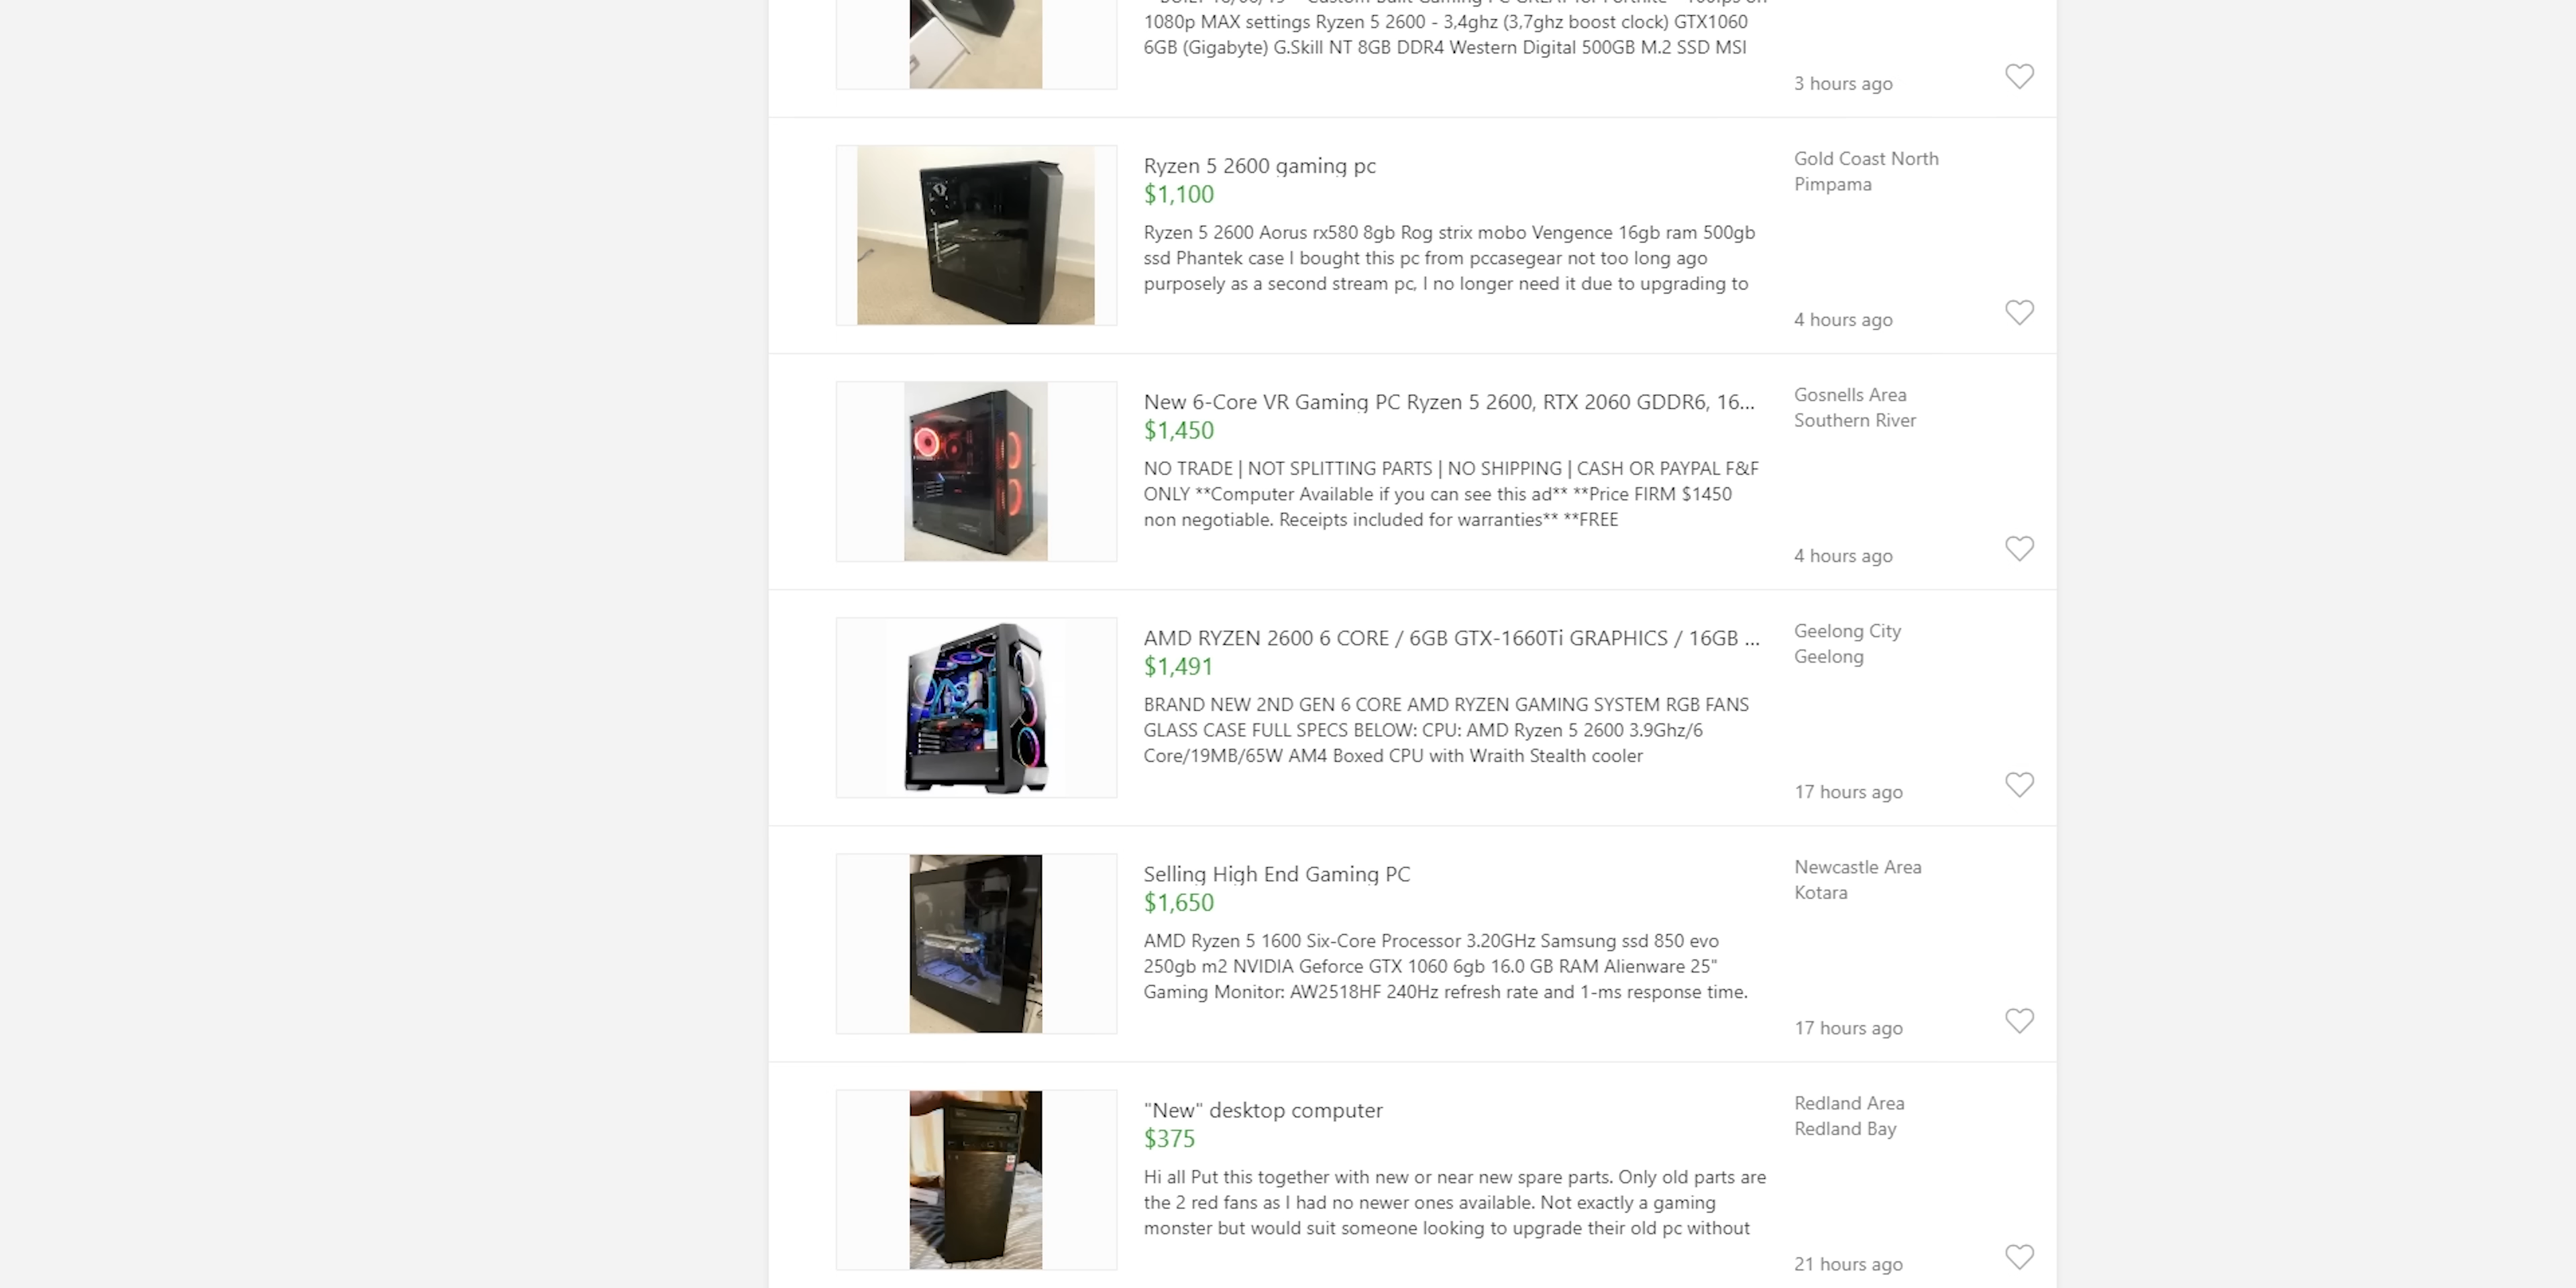 1080p MAX settings Ryzen 5 2600 - 3,4ghz (3,7ghz boost clock) GTX1060
6GB (Gigabyte) G.Skill NT 8GB DDR4 Western Digital 500GB M.2 SSD MSI
3 hours ago
Ryzen 5 2600 gaming pc
$1,100
Ryzen 5 2600 Aorus rx580 8gb Rog strix mobo Vengence 16gb ram 500gb
ssd Phantek case I bought this pc from pccasegear not too long ago
purposely as a second stream pc, I no longer need it due to upgrading to
Gold Coast North
Pimpama
4 hours ago
New 6-Core VR Gaming PC Ryzen 5 2600, RTX 2060 GDDR6, 16...
$1,450
NO TRADE | NOT SPLITTING PARTS | NO SHIPPING | CASH OR PAYPAL F&F
ONLY **Computer Available if you can see this ad** **Price FIRM $1450
non negotiable. Receipts included for warranties** **FREE
Gosnells Area
Southern River
4 hours ago
AMD RYZEN 2600 6 CORE / 6GB GTX-1660Ti GRAPHICS / 16GB ...
$1,491
BRAND NEW 2ND GEN 6 CORE AMD RYZEN GAMING SYSTEM RGB FANS
GLASS CASE FULL SPECS BELOW: CPU: AMD Ryzen 5 2600 3.9Ghz/6
Core/19MB/65W AM4 Boxed CPU with Wraith Stealth cooler
Geelong City
Geelong
17 hours ago
Selling High End Gaming PC
$1,650
AMD Ryzen 5 1600 Six-Core Processor 3.20GHz Samsung ssd 850 evo
250gb m2 NVIDIA Geforce GTX 1060 6gb 16.0 GB RAM Alienware 25"
Gaming Monitor: AW2518HF 240Hz refresh rate and 1-ms response time.
Newcastle Area
Kotara
17 hours ago
"New" desktop computer
$375
Hi all Put this together with new or near new spare parts. Only old parts are
the 2 red fans as I had no newer ones available. Not exactly a gaming
monster but would suit someone looking to upgrade their old pc without
Redland Area
Redland Bay
21 hours ago